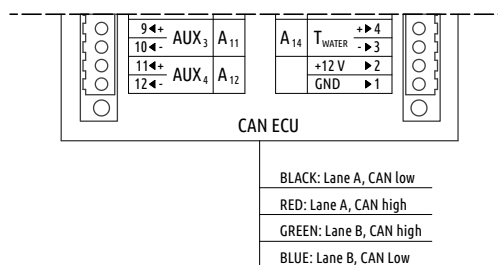 9◄+ AUX3 A11 A14 TWATER +►4
10◄- -►3
11◄+ AUX4 A12 +12 V ►2
12◄- GND ►1
CAN ECU
BLACK: Lane A, CAN low
RED: Lane A, CAN high
GREEN: Lane B, CAN high
BLUE: Lane B, CAN Low